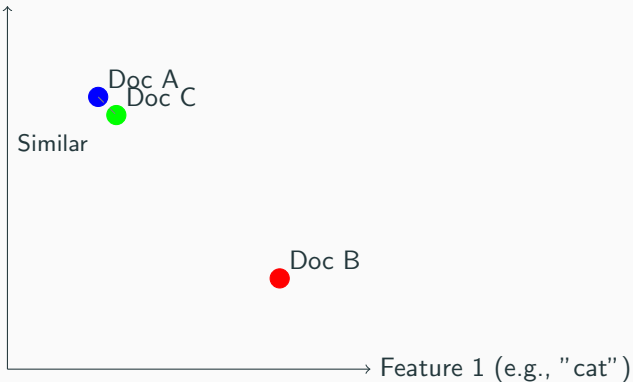 Doc A
Doc C
Similar
Doc B
Feature 1 (e.g., ”cat”)